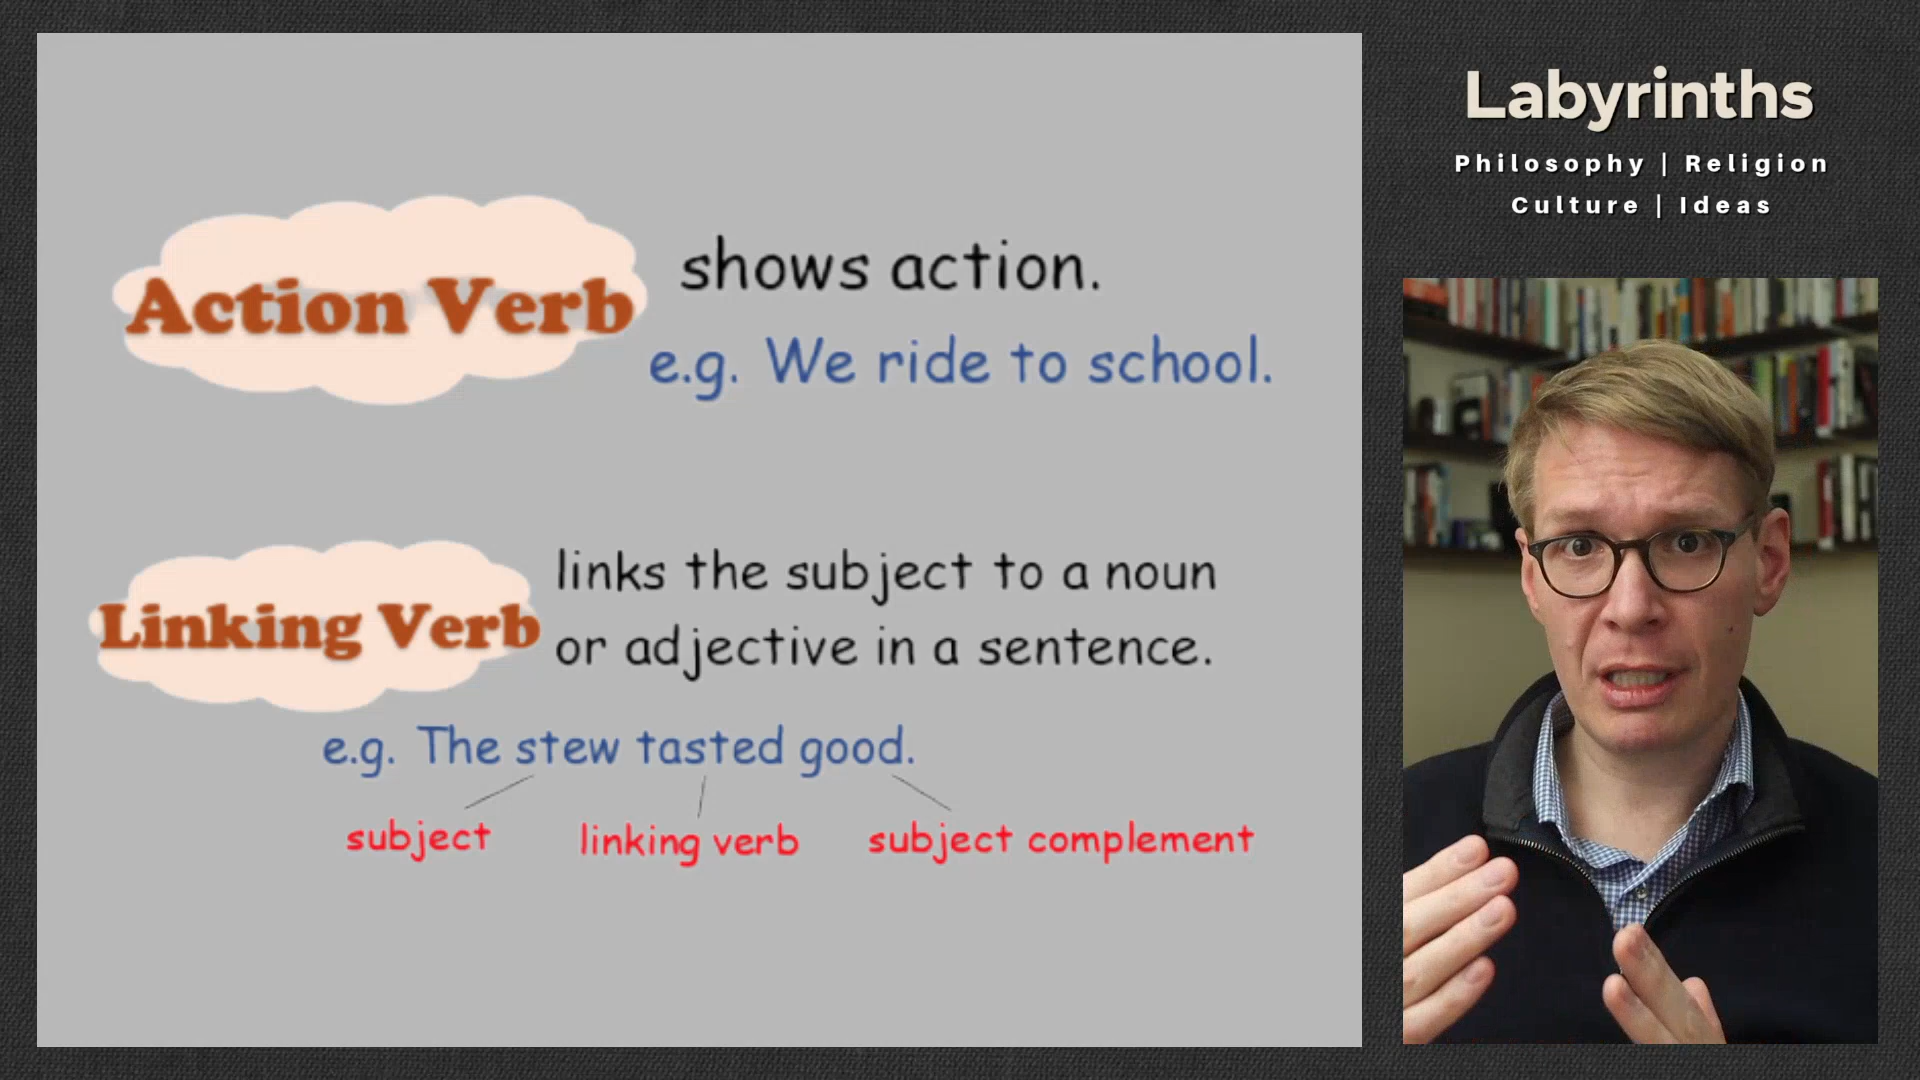 Action Verb
shows action.
e.g. We ride to school.
Linking Verb
links the subject to a noun
or adjective in a sentence.
e.g. The stew tasted good.
subject
linking verb
subject complement
Labyrinths
Philosophy | Religion
Culture | Ideas